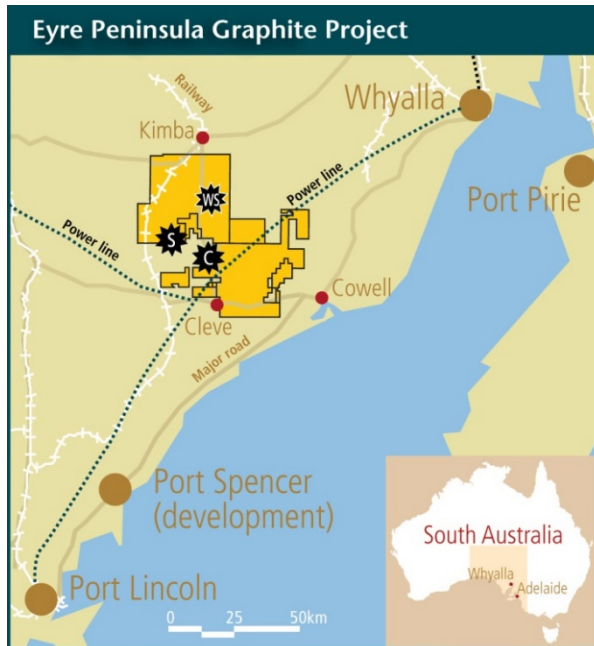 Eyre Peninsula Graphite Project
Railway
Whyalla
Kimba
Port Pirie
WS
Power line
S
Power line
C
Cowell
Cleve
Major road
Port Spencer
(development)
South Australia
Whyalla
Adelaide
Port Lincoln
0 25 50km